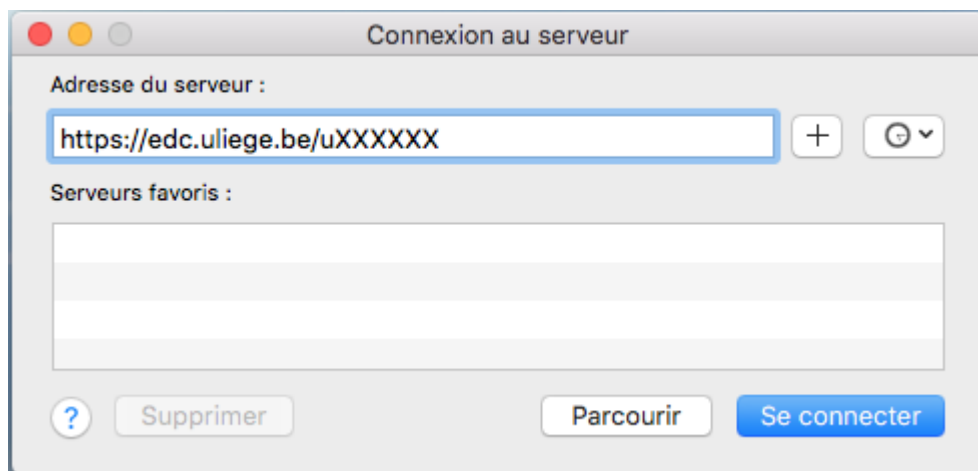 Connexion au serveur
Adresse du serveur :
https://edc.uliege.be/uXXXXXX
+
Serveurs favoris :
? Supprimer Parcourir Se connecter